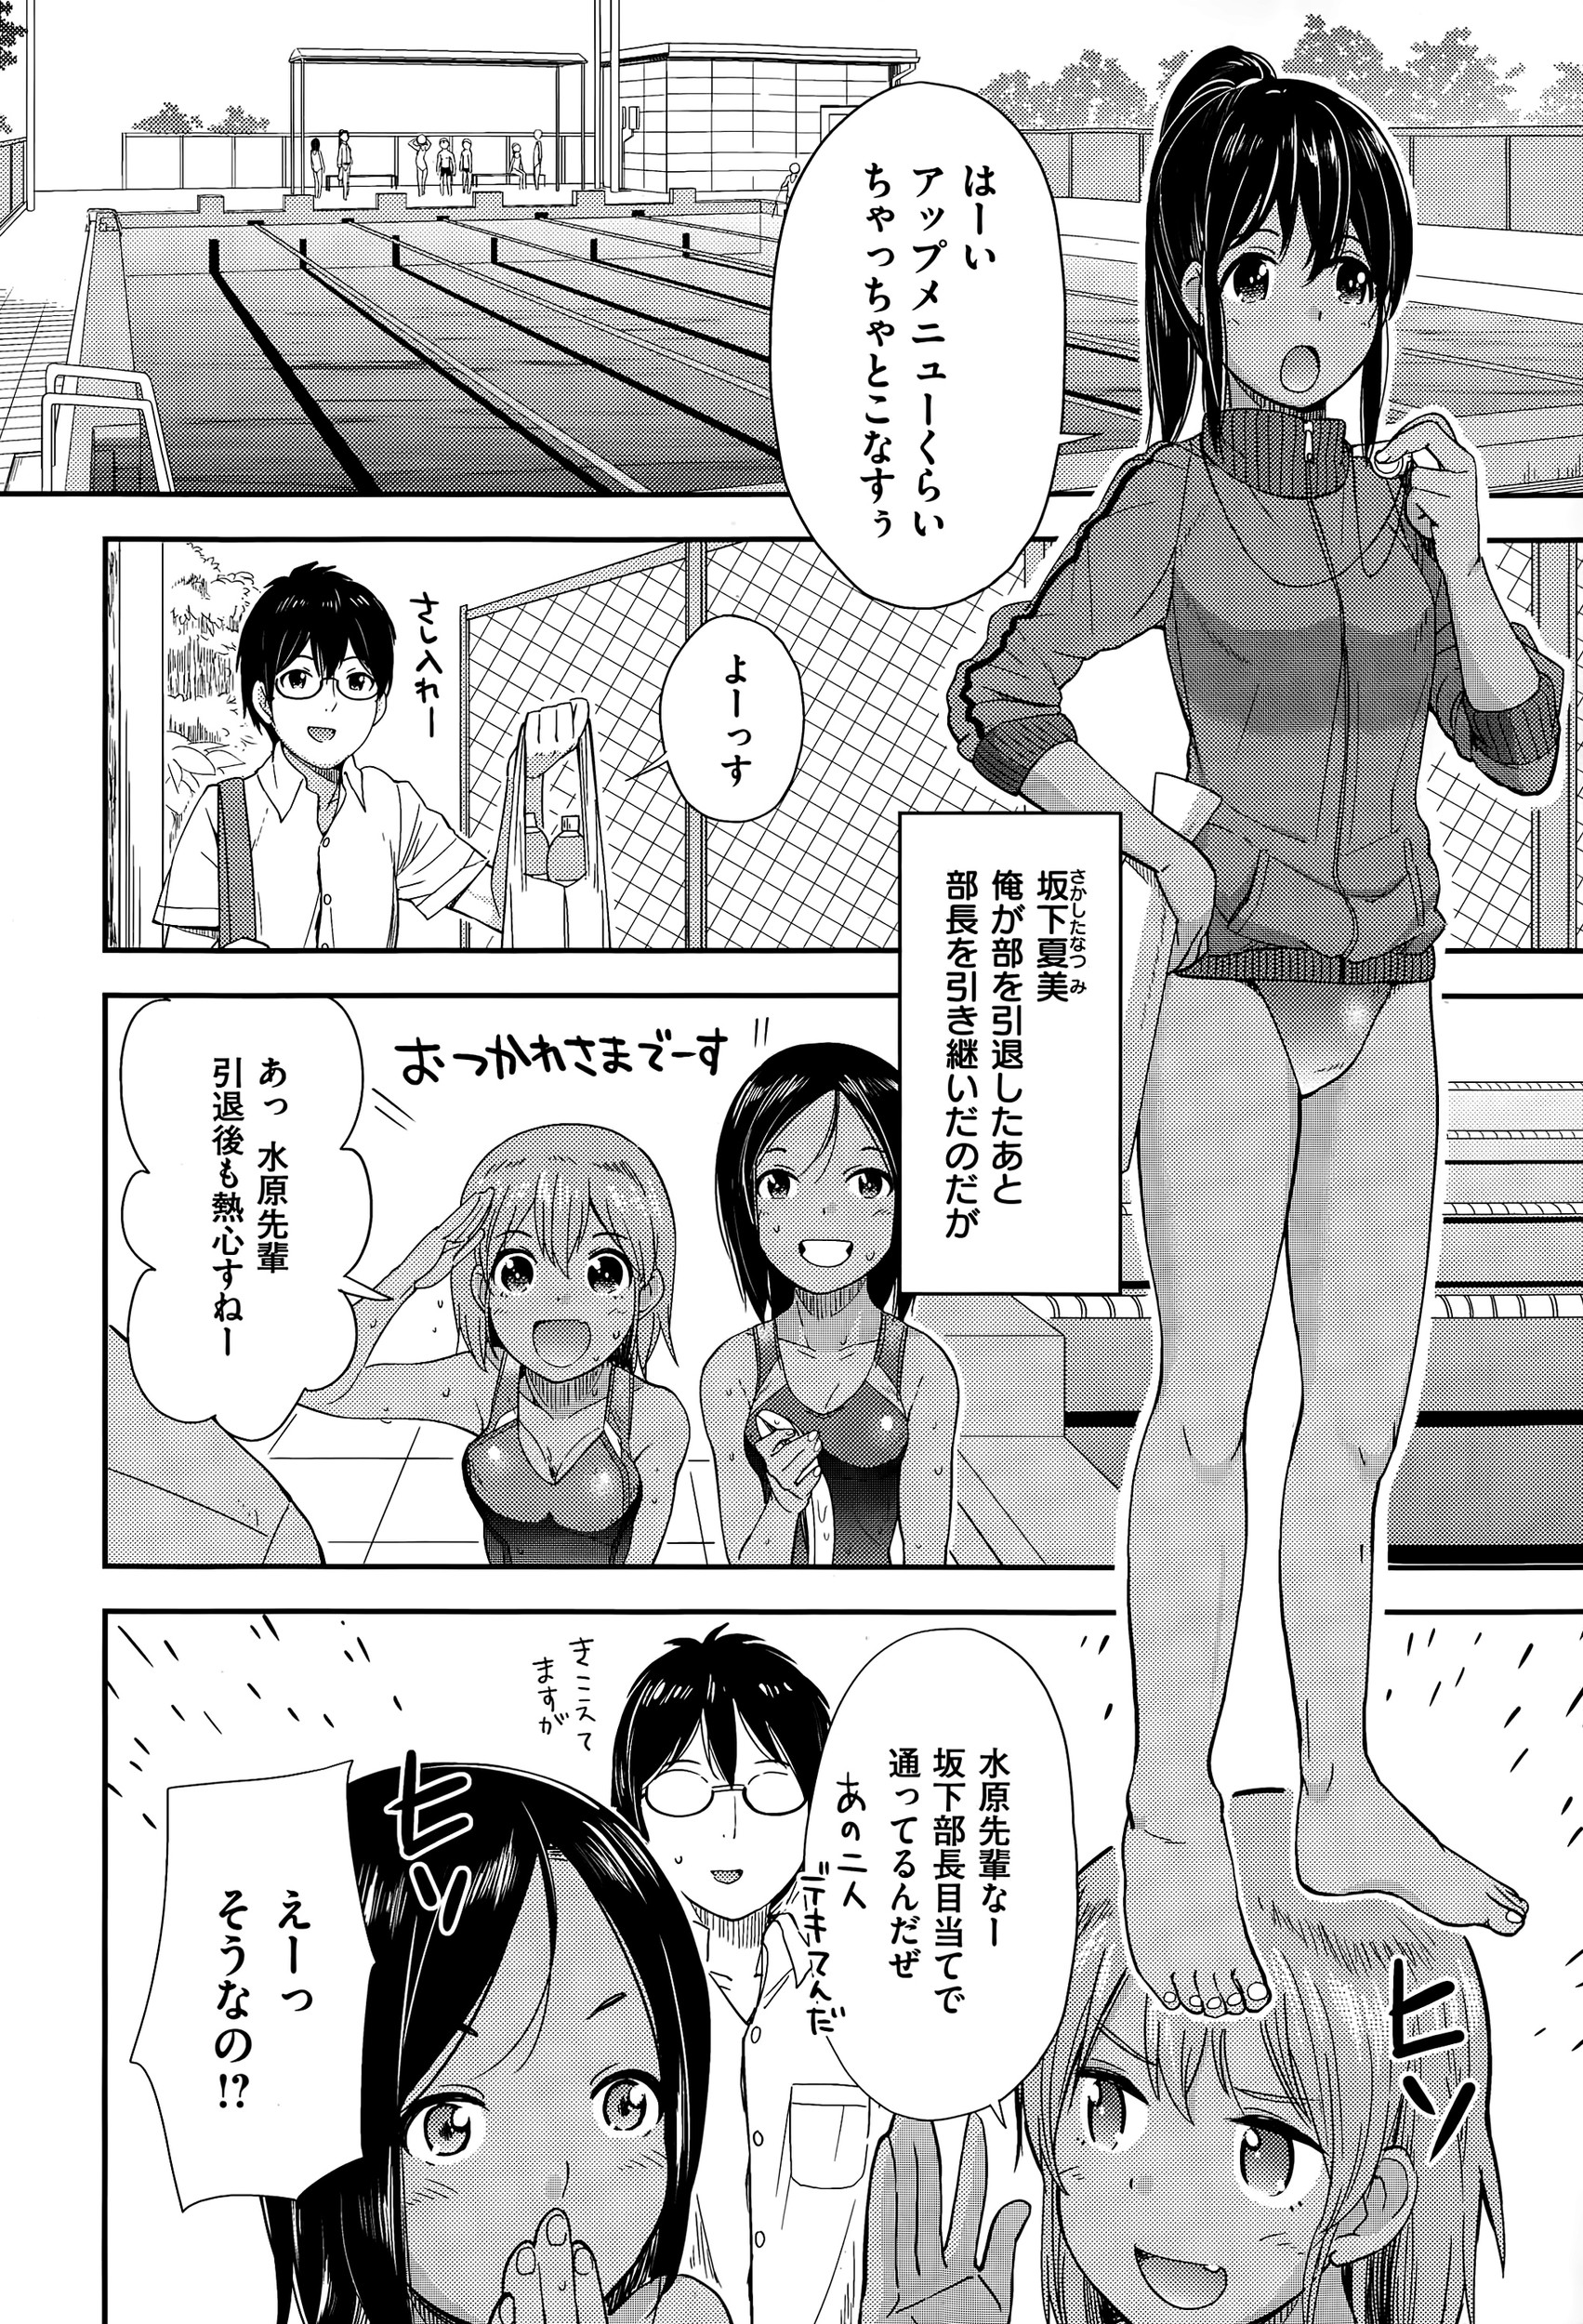 はーい
アップメニューくらい
ちゃっちゃとこなすぅ
よーっす
さし入れー
坂下夏美
さかしたなつみ
俺が部を引退したあと
部長を引き継いだのだが
おつかれさまでーす
あっ 水原先輩
引退後も熱心すねー
水原先輩なー
坂下部長目当てで
通ってるんだぜ
あの二人
デキてんだ
きこえて
ますが
ヒソ
ヒソ
えーっ
そうなの!?